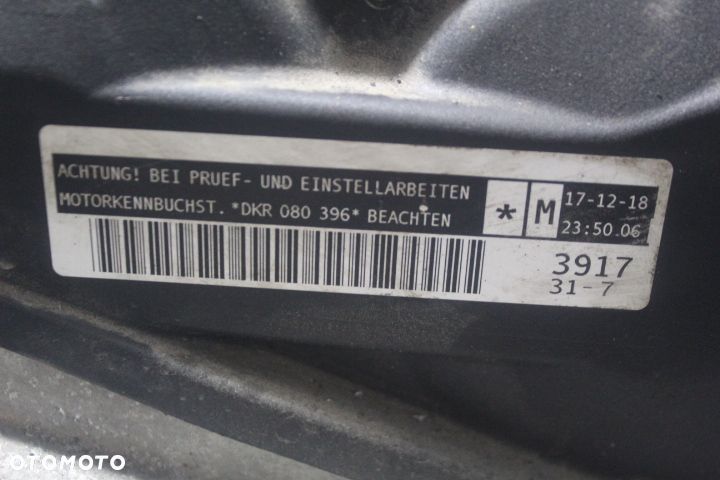 ACHTUNG! BEI PRUEF- UND EINSTELLARBEITEN
MOTORKENNBUCHST. *DKR 080 396* BEACHTEN
* M
17-12-18
23:50.06
3917
31-7
OTOMOTO